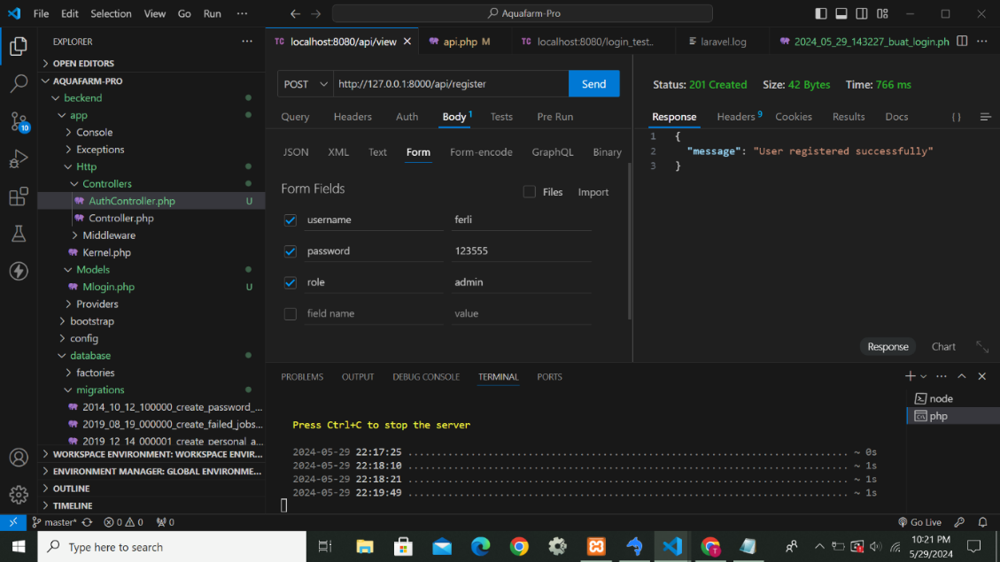 File Edit Selection View Go Run ···
Aquafarm-Pro
EXPLORER ···
OPEN EDITORS
AQUAFARM-PRO
beckend
app
Console
Exceptions
Http
Controllers
AuthController.php U
Controller.php
Middleware
Kernel.php
Models
Mlogin.php U
Providers
bootstrap
config
database
factories
migrations
2014_10_12_100000_create_password_...
2019_08_19_000000_create_failed_jobs...
2019_12_14_000001_create_personal_a...
WORKSPACE ENVIRONMENT: WORKSPACE ENVIR...
ENVIRONMENT MANAGER: GLOBAL ENVIRONME...
OUTLINE
TIMELINE
10
TC localhost:8080/api/view api.php M TC localhost:8080/login_test.. laravel.log 2024_05_29_143227_buat_login.ph ···
POST http://127.0.0.1:8000/api/register Send
Query Headers Auth Body 1 Tests Pre Run
JSON XML Text Form Form-encode GraphQL Binary
Form Fields Files Import
username ferli
password 123555
role admin
field name value
Status: 201 Created Size: 42 Bytes Time: 766 ms
Response Headers 9 Cookies Results Docs { }
1 {
2 "message": "User registered successfully"
3 }
Response Chart
PROBLEMS OUTPUT DEBUG CONSOLE TERMINAL PORTS
node
php
Press Ctrl+C to stop the server
2024-05-29 22:17:25 ........................................................................... ~ 0s
2024-05-29 22:18:10 ........................................................................... ~ 1s
2024-05-29 22:18:21 ........................................................................... ~ 1s
2024-05-29 22:19:49 ........................................................................... ~ 1s
master* 0 0 0 Go Live
Type here to search
10:21 PM
5/29/2024